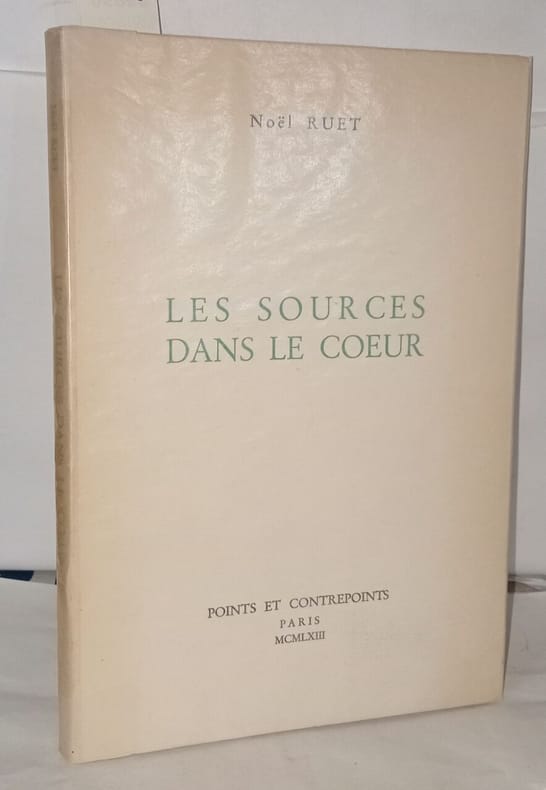 Noël RUET
LES SOURCES
DANS LE COEUR
POINTS ET CONTREPOINTS
PARIS
MCMLXIII